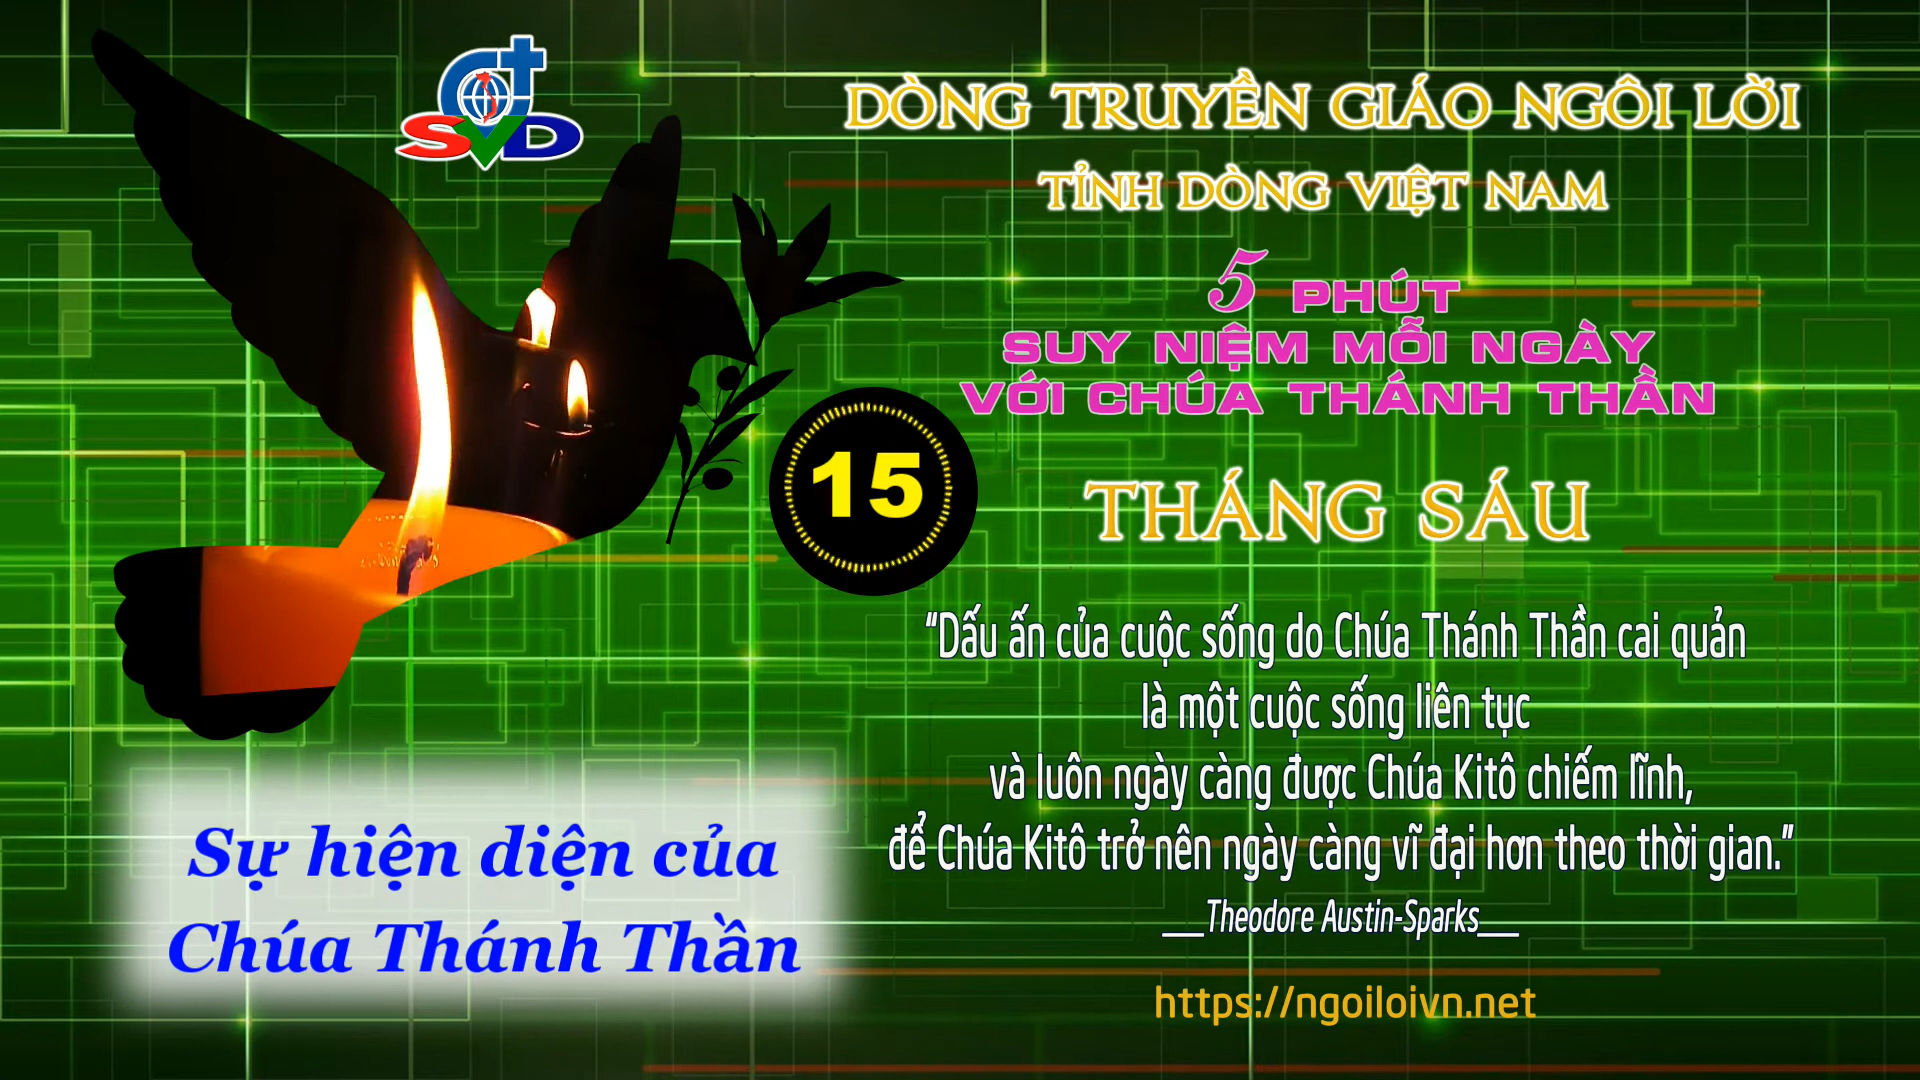 SVD
DÒNG TRUYỀN GIÁO NGÔI LỜI
TỈNH DÒNG VIỆT NAM
5 PHÚT
SUY NIỆM MỖI NGÀY
VỚI CHÚA THÁNH THẦN
15
THÁNG SÁU
“Dấu ấn của cuộc sống do Chúa Thánh Thần cai quản
là một cuộc sống liên tục
và luôn ngày càng được Chúa Kitô chiếm lĩnh,
để Chúa Kitô trở nên ngày càng vĩ đại hơn theo thời gian.”
__Theodore Austin-Sparks__
Sự hiện diện của
Chúa Thánh Thần
https://ngoiloivn.net